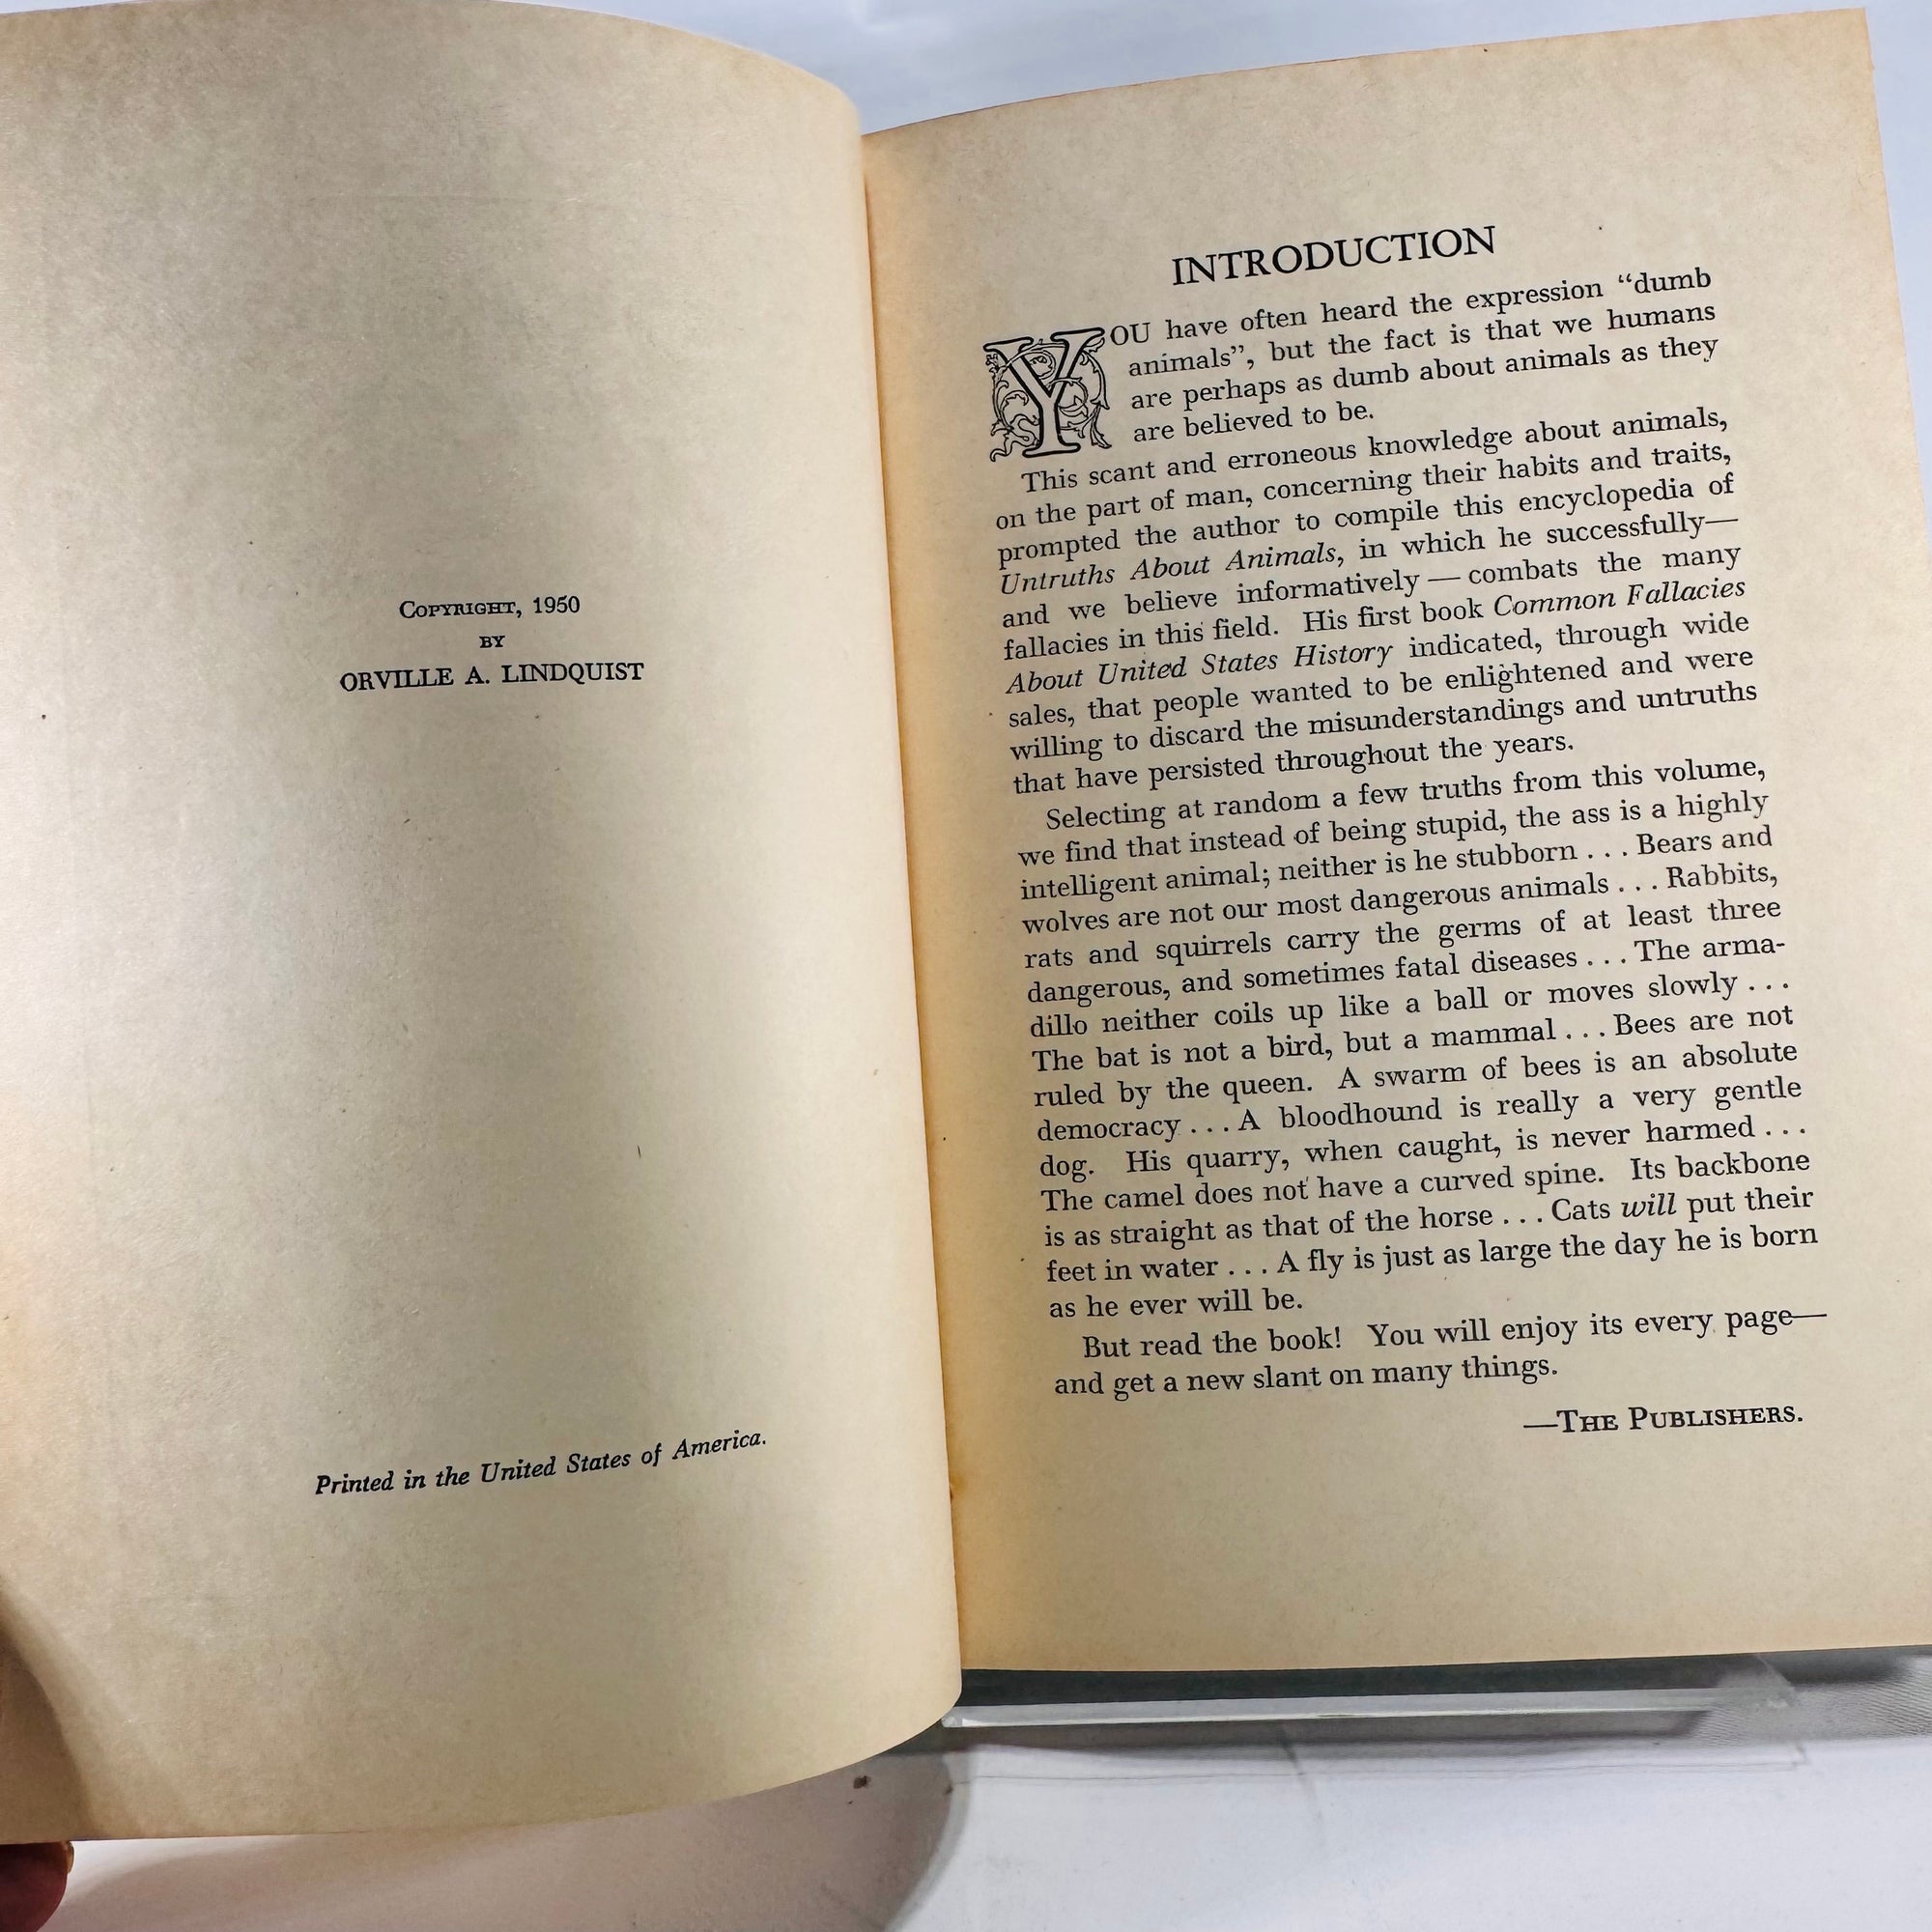 COPYRIGHT, 1950
BY
ORVILLE A. LINDQUIST
Printed in the United States of America.
INTRODUCTION
YOU have often heard the expression “dumb
animals”, but the fact is that we humans
are perhaps as dumb about animals as they
are believed to be.
This scant and erroneous knowledge about animals,
on the part of man, concerning their habits and traits,
prompted the author to compile this encyclopedia of
Untruths About Animals, in which he successfully—
and we believe informatively — combats the many
fallacies in this field. His first book Common Fallacies
About United States History indicated, through wide
sales, that people wanted to be enlightened and were
willing to discard the misunderstandings and untruths
that have persisted throughout the years.
Selecting at random a few truths from this volume,
we find that instead of being stupid, the ass is a highly
intelligent animal; neither is he stubborn . . . Bears and
wolves are not our most dangerous animals . . . Rabbits,
rats and squirrels carry the germs of at least three
dangerous, and sometimes fatal diseases . . . The arma-
dillo neither coils up like a ball or moves slowly . . .
The bat is not a bird, but a mammal . . . Bees are not
ruled by the queen. A swarm of bees is an absolute
democracy . . . A bloodhound is really a very gentle
dog. His quarry, when caught, is never harmed . . .
The camel does not have a curved spine. Its backbone
is as straight as that of the horse . . . Cats will put their
feet in water . . . A fly is just as large the day he is born
as he ever will be.
But read the book! You will enjoy its every page—
and get a new slant on many things.
—THE PUBLISHERS.